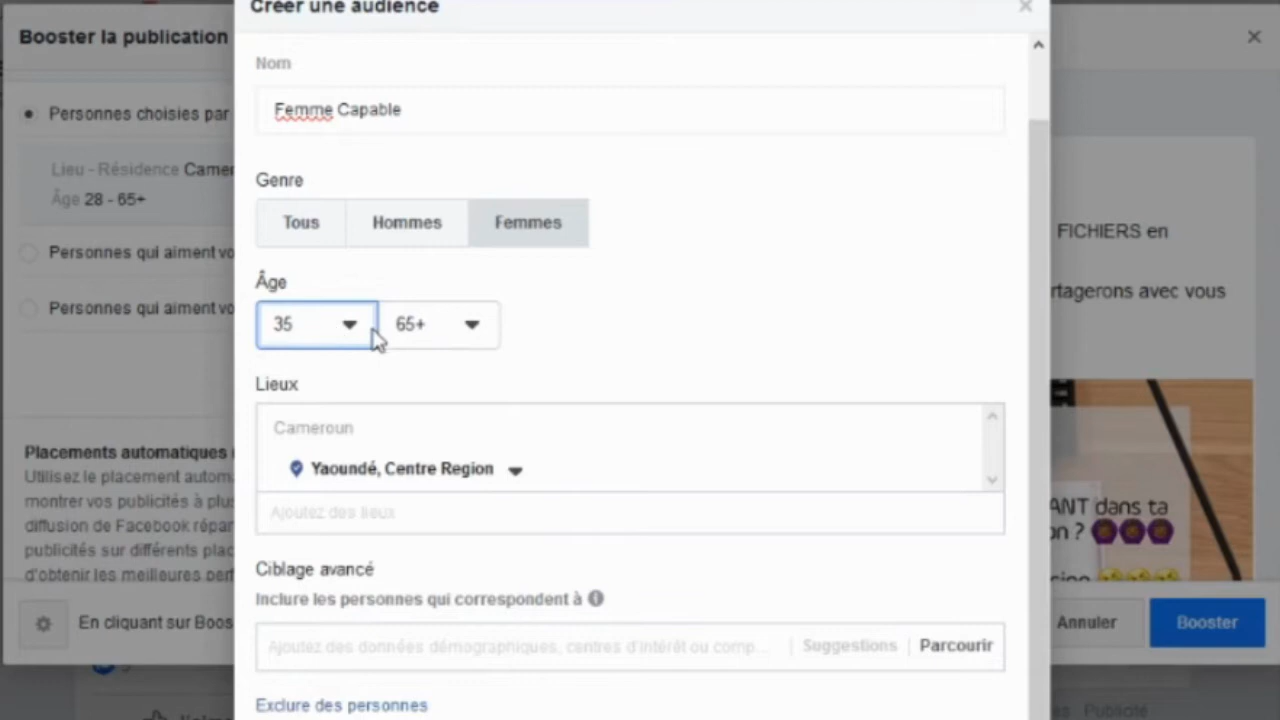 Créer une audience
Booster la publication
Nom
Femme Capable
Personnes choisies par
Lieu - Résidence Camer
Âge 28 - 65+
Genre
Tous Hommes Femmes
FICHIERS en
Personnes qui aiment vo
Âge
rtagerons avec vous
Personnes qui aiment vo
35 65+
Lieux
Cameroun
Placements automatiques
Yaoundé, Centre Region
Utilisez le placement autom
montrer vos publicités à plus
ANT dans ta
Ajoutez des lieux
diffusion de Facebook répar
on ?
publicités sur différents plac
Ciblage avancé
d'obtenir les meilleures perf
Inclure les personnes qui correspondent à
En cliquant sur Boos
Annuler Booster
Ajoutez des données démographiques, centres d'intérêt ou comp... Suggestions Parcourir
Exclure des personnes
Publicité